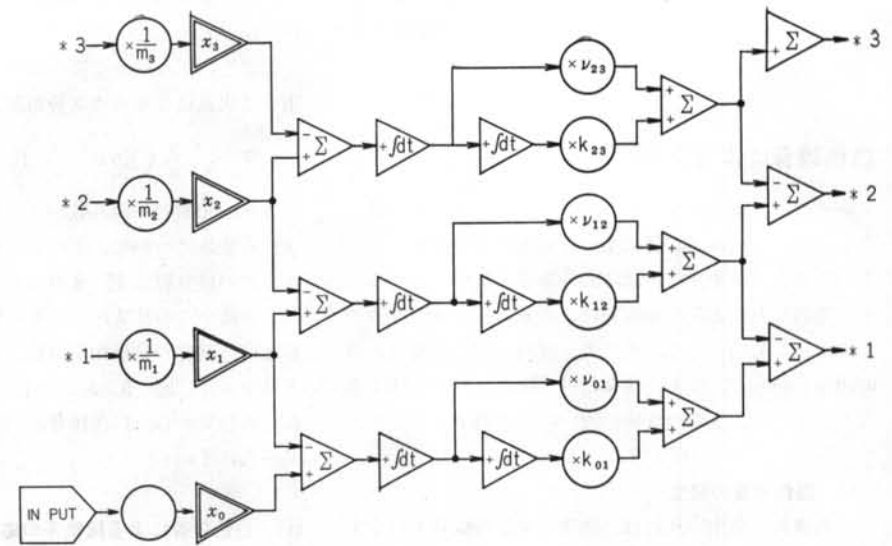 * 3 × 1/m₃ x₃ × ν₂₃ + Σ * 3
- + Σ + ∫dt + ∫dt × k₂₃ + + Σ
* 2 × 1/m₂ x₂ × ν₁₂ - + Σ * 2
- + Σ + ∫dt + ∫dt × k₁₂ + + Σ
* 1 × 1/m₁ x₁ × ν₀₁ - + Σ * 1
- + Σ + ∫dt + ∫dt × k₀₁ + + Σ
IN PUT x₀